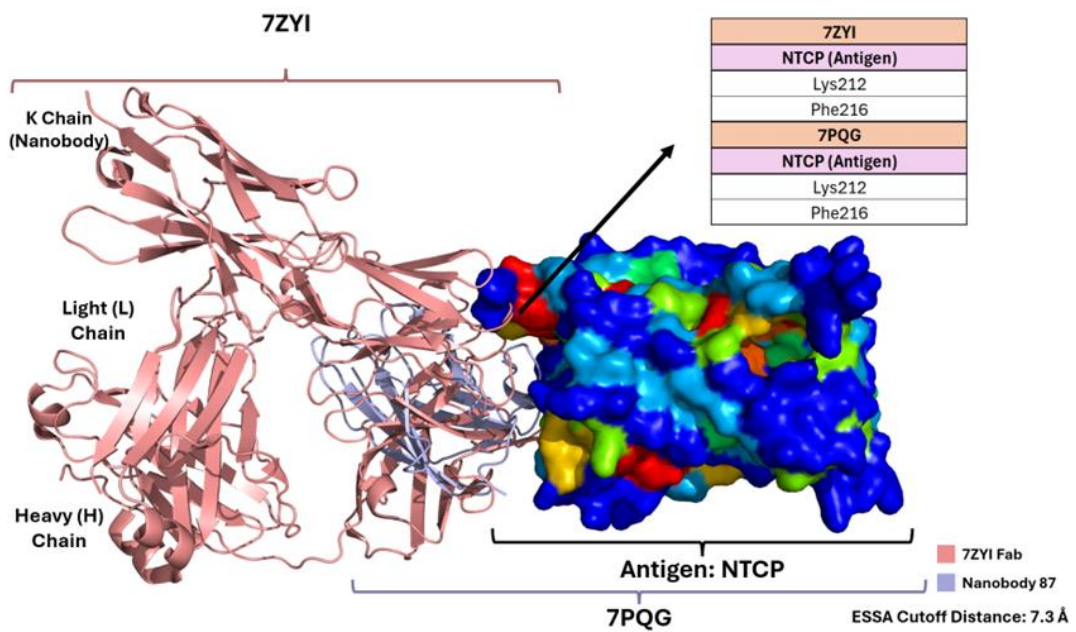 7ZYI
K Chain
(Nanobody)
Light (L)
Chain
Heavy (H)
Chain
7ZYI
NTCP (Antigen)
Lys212
Phe216
7PQG
NTCP (Antigen)
Lys212
Phe216
Antigen: NTCP
7PQG
7ZYI Fab
Nanobody 87
ESSA Cutoff Distance: 7.3 Å